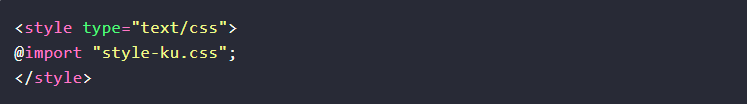 <style type="text/css">
@import "style-ku.css";
</style>